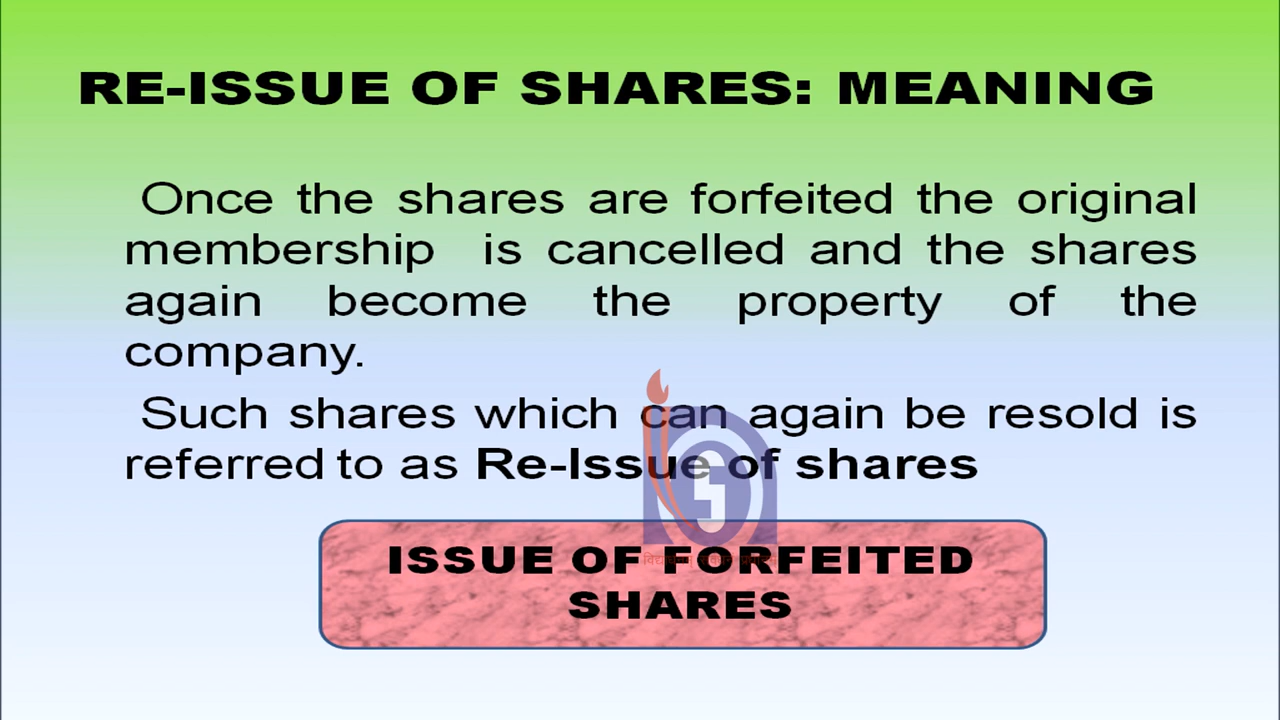 RE-ISSUE OF SHARES: MEANING
Once the shares are forfeited the original
membership is cancelled and the shares
again become the property of the
company.
Such shares which can again be resold is
referred to as Re-Issue of shares
ISSUE OF FORFEITED
SHARES